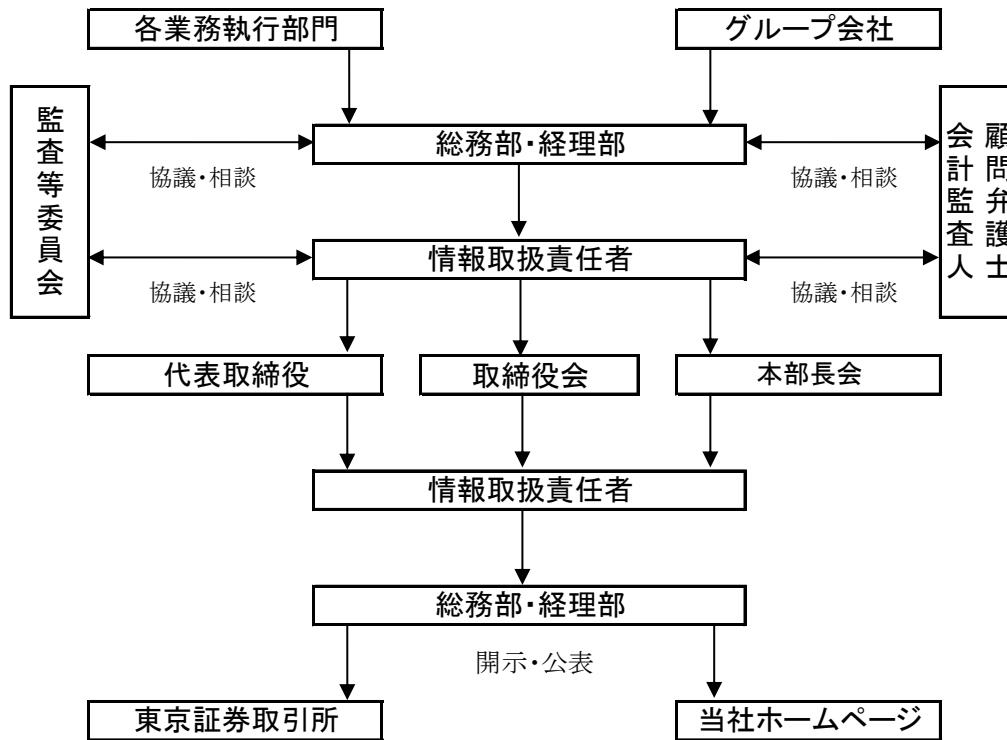 各業務執行部門
グループ会社
監査等委員会
総務部・経理部
顧問弁護士
会計監査人
協議・相談
協議・相談
情報取扱責任者
協議・相談
協議・相談
代表取締役
取締役会
本部長会
情報取扱責任者
総務部・経理部
開示・公表
東京証券取引所
当社ホームページ